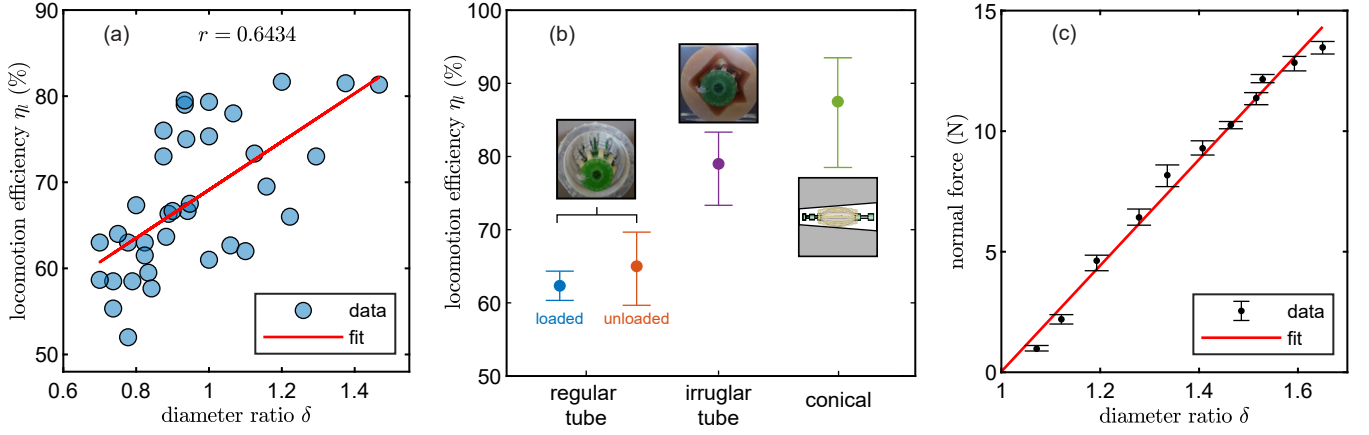 (a)
r = 0.6434
90
80
70
60
50
locomotion efficiency ηl (%)
data
fit
0.6
0.8
1
1.2
1.4
diameter ratio δ
(b)
100
90
80
70
60
50
locomotion efficiency ηl (%)
loaded
unloaded
regular
tube
irruglar
tube
conical
(c)
15
10
5
0
normal force (N)
data
fit
1
1.2
1.4
1.6
diameter ratio δ